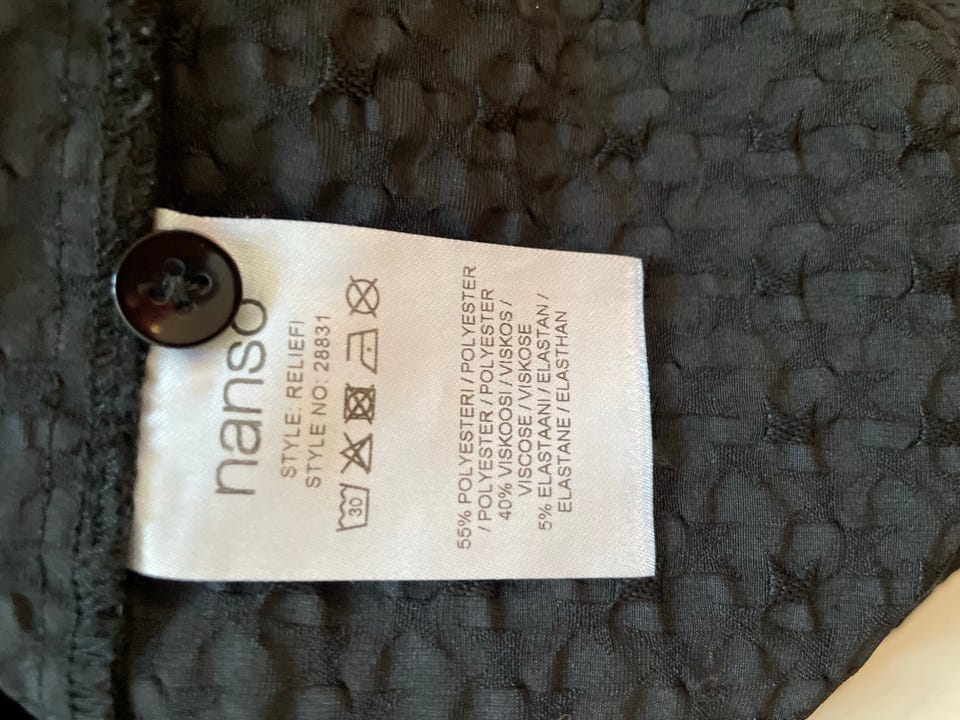 nanso
STYLE: RELIEFI
STYLE NO: 28831
30
55% POLYESTERI / POLYESTER
/ POLYESTER / POLYESTER
40% VISKOOSI / VISKOS /
VISCOSE / VISKOSE
5% ELASTAANI / ELASTAN /
ELASTANE / ELASTHAN